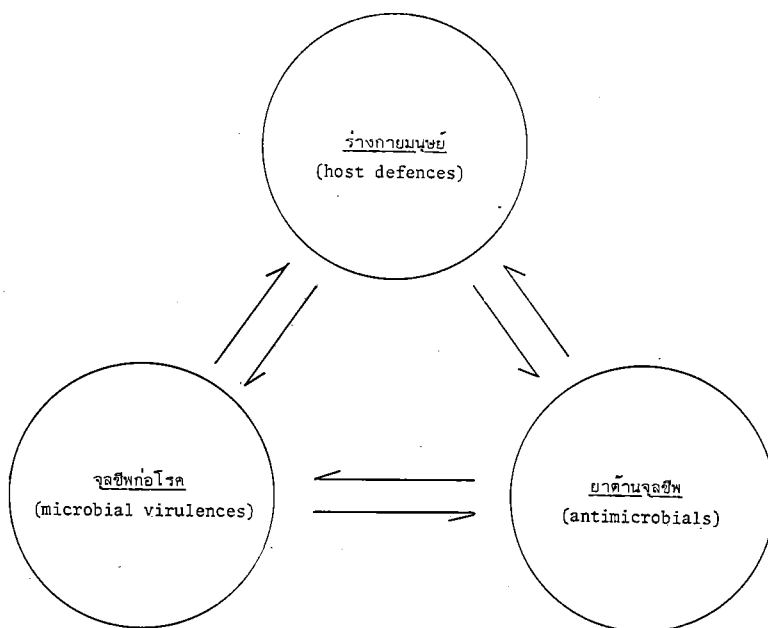 ร่างกายมนุษย์
(host defences)
จุลชีพก่อโรค
(microbial virulences)
ยาต้านจุลชีพ
(antimicrobials)